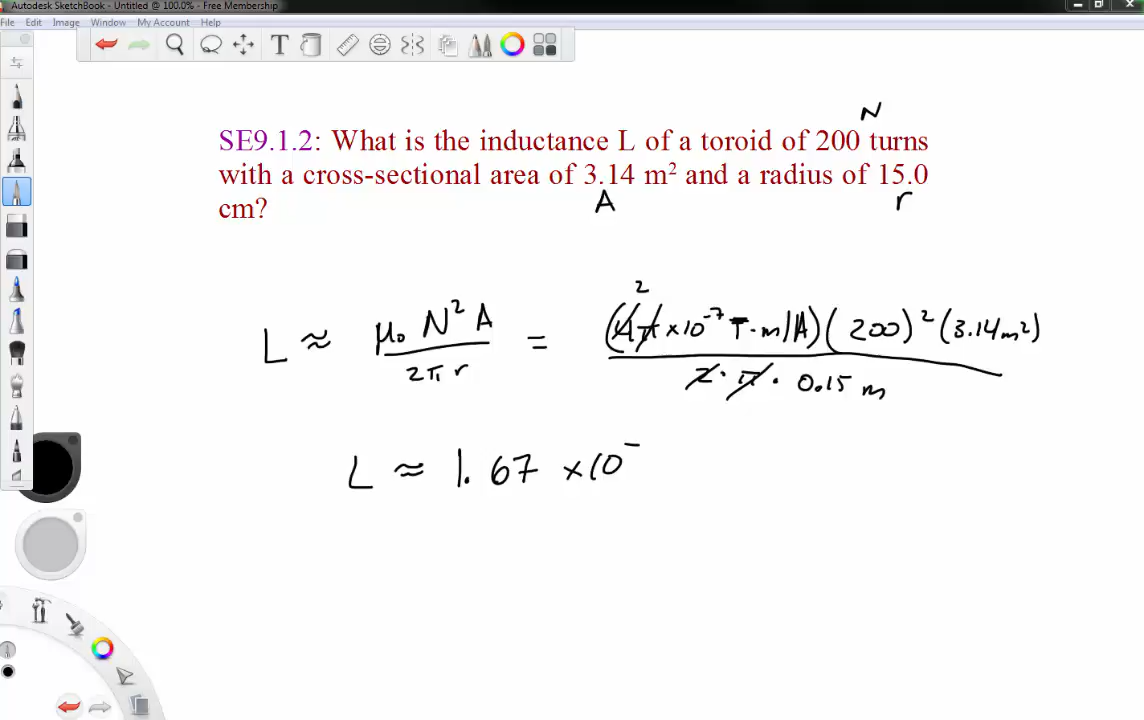 Autodesk SketchBook - Untitled @ 100.0% - Free Membership
File Edit Image Window My Account Help
T
N
SE9.1.2: What is the inductance L of a toroid of 200 turns
with a cross-sectional area of 3.14 m² and a radius of 15.0
A r
cm?
2
L ≈ μ₀ N² A / 2π r = (4π ×10⁻⁷ T·m/A)(200)²(3.14m²) / 2·π·0.15 m
L ≈ 1.67 ×10⁻